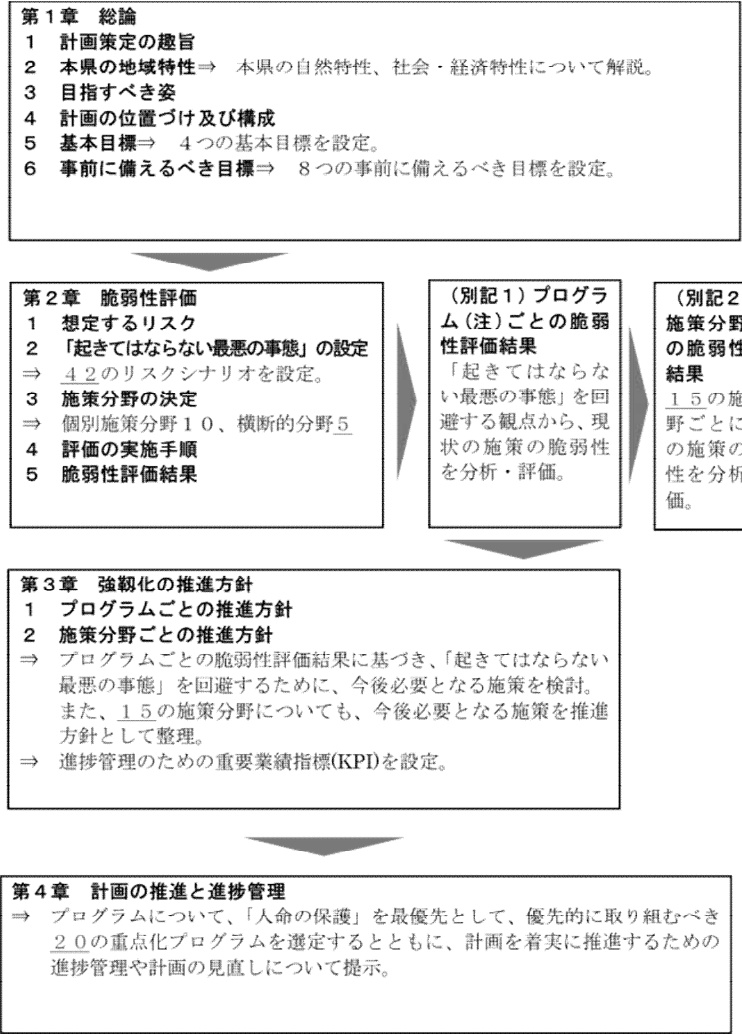 第１章　総論
１　計画策定の趣旨
２　本県の地域特性⇒　本県の自然特性、社会・経済特性について解説。
３　目指すべき姿
４　計画の位置づけ及び構成
５　基本目標⇒　４つの基本目標を設定。
６　事前に備えるべき目標⇒　８つの事前に備えるべき目標を設定。
第２章　脆弱性評価
１　想定するリスク
２　「起きてはならない最悪の事態」の設定
⇒　４２のリスクシナリオを設定。
３　施策分野の決定
⇒　個別施策分野１０、横断的分野５
４　評価の実施手順
５　脆弱性評価結果
（別記１）プログラ
ム（注）ごとの脆弱
性評価結果
「起きてはならな
い最悪の事態」を回
避する観点から、現
状の施策の脆弱性
を分析・評価。
（別記２
施策分野
の脆弱性
結果
１５の施
野ごとに
の施策の
性を分析
価。
第３章　強靱化の推進方針
１　プログラムごとの推進方針
２　施策分野ごとの推進方針
⇒　プログラムごとの脆弱性評価結果に基づき、「起きてはならない
最悪の事態」を回避するために、今後必要となる施策を検討。
また、１５の施策分野についても、今後必要となる施策を推進
方針として整理。
⇒　進捗管理のための重要業績指標(KPI)を設定。
第４章　計画の推進と進捗管理
⇒　プログラムについて、「人命の保護」を最優先として、優先的に取り組むべき
２０の重点化プログラムを選定するとともに、計画を着実に推進するための
進捗管理や計画の見直しについて提示。